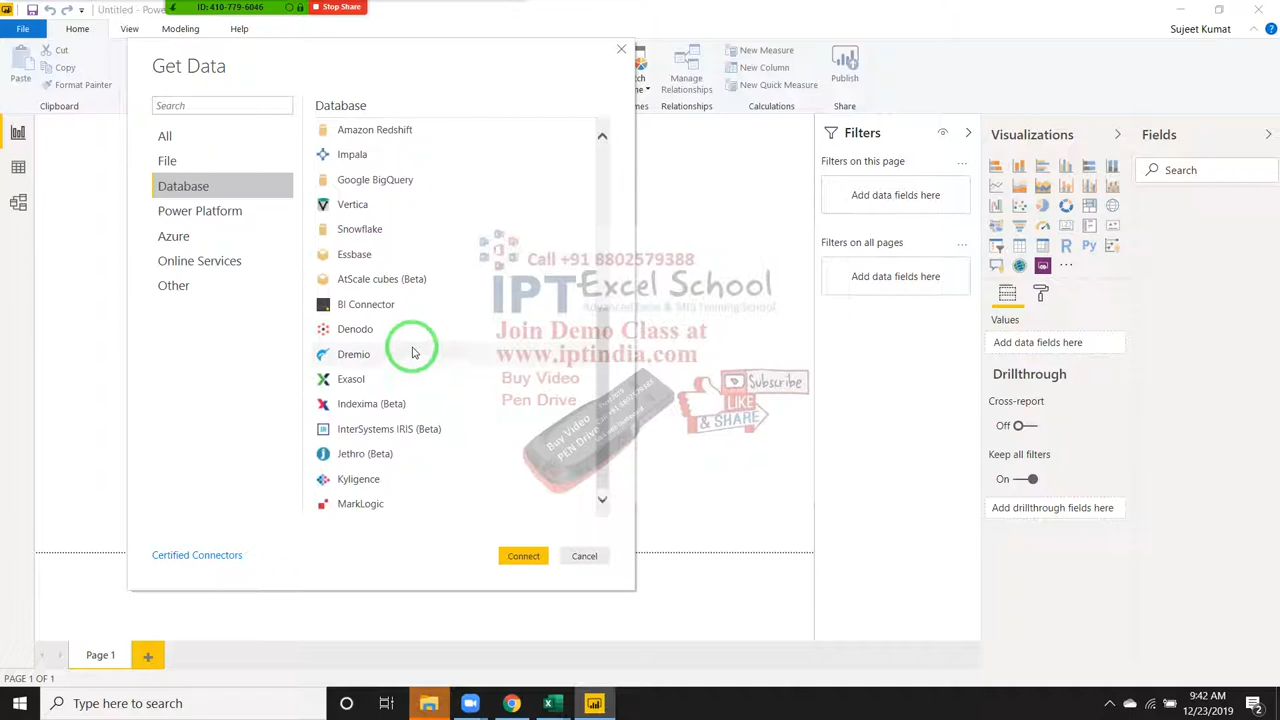 Untitled - Powe
ID: 410-779-6046
Stop Share
File
Home
View
Modeling
Help
Sujeet Kumat
Paste
Cut
Copy
Format Painter
Clipboard
Manage
Relationships
Relationships
New Measure
New Column
New Quick Measure
Calculations
Publish
Share
Get Data
Search
All
File
Database
Power Platform
Azure
Online Services
Other
Database
Amazon Redshift
Impala
Google BigQuery
Vertica
Snowflake
Essbase
AtScale cubes (Beta)
BI Connector
Denodo
Dremio
Exasol
Indexima (Beta)
InterSystems IRIS (Beta)
Jethro (Beta)
Kyligence
MarkLogic
Certified Connectors
Connect
Cancel
Call +91 8802579388
IPT Excel School
Join Demo Class at
www.iptindia.com
Buy Video
Pen Drive
Buy Video
PEN Drive
Subscribe
LIKE
& SHARE
Filters
Filters on this page
Add data fields here
Filters on all pages
Add data fields here
Visualizations
R
Py
Values
Add data fields here
Drillthrough
Cross-report
Off
Keep all filters
On
Add drillthrough fields here
Fields
Search
Page 1
PAGE 1 OF 1
Type here to search
9:42 AM
12/23/2019
2